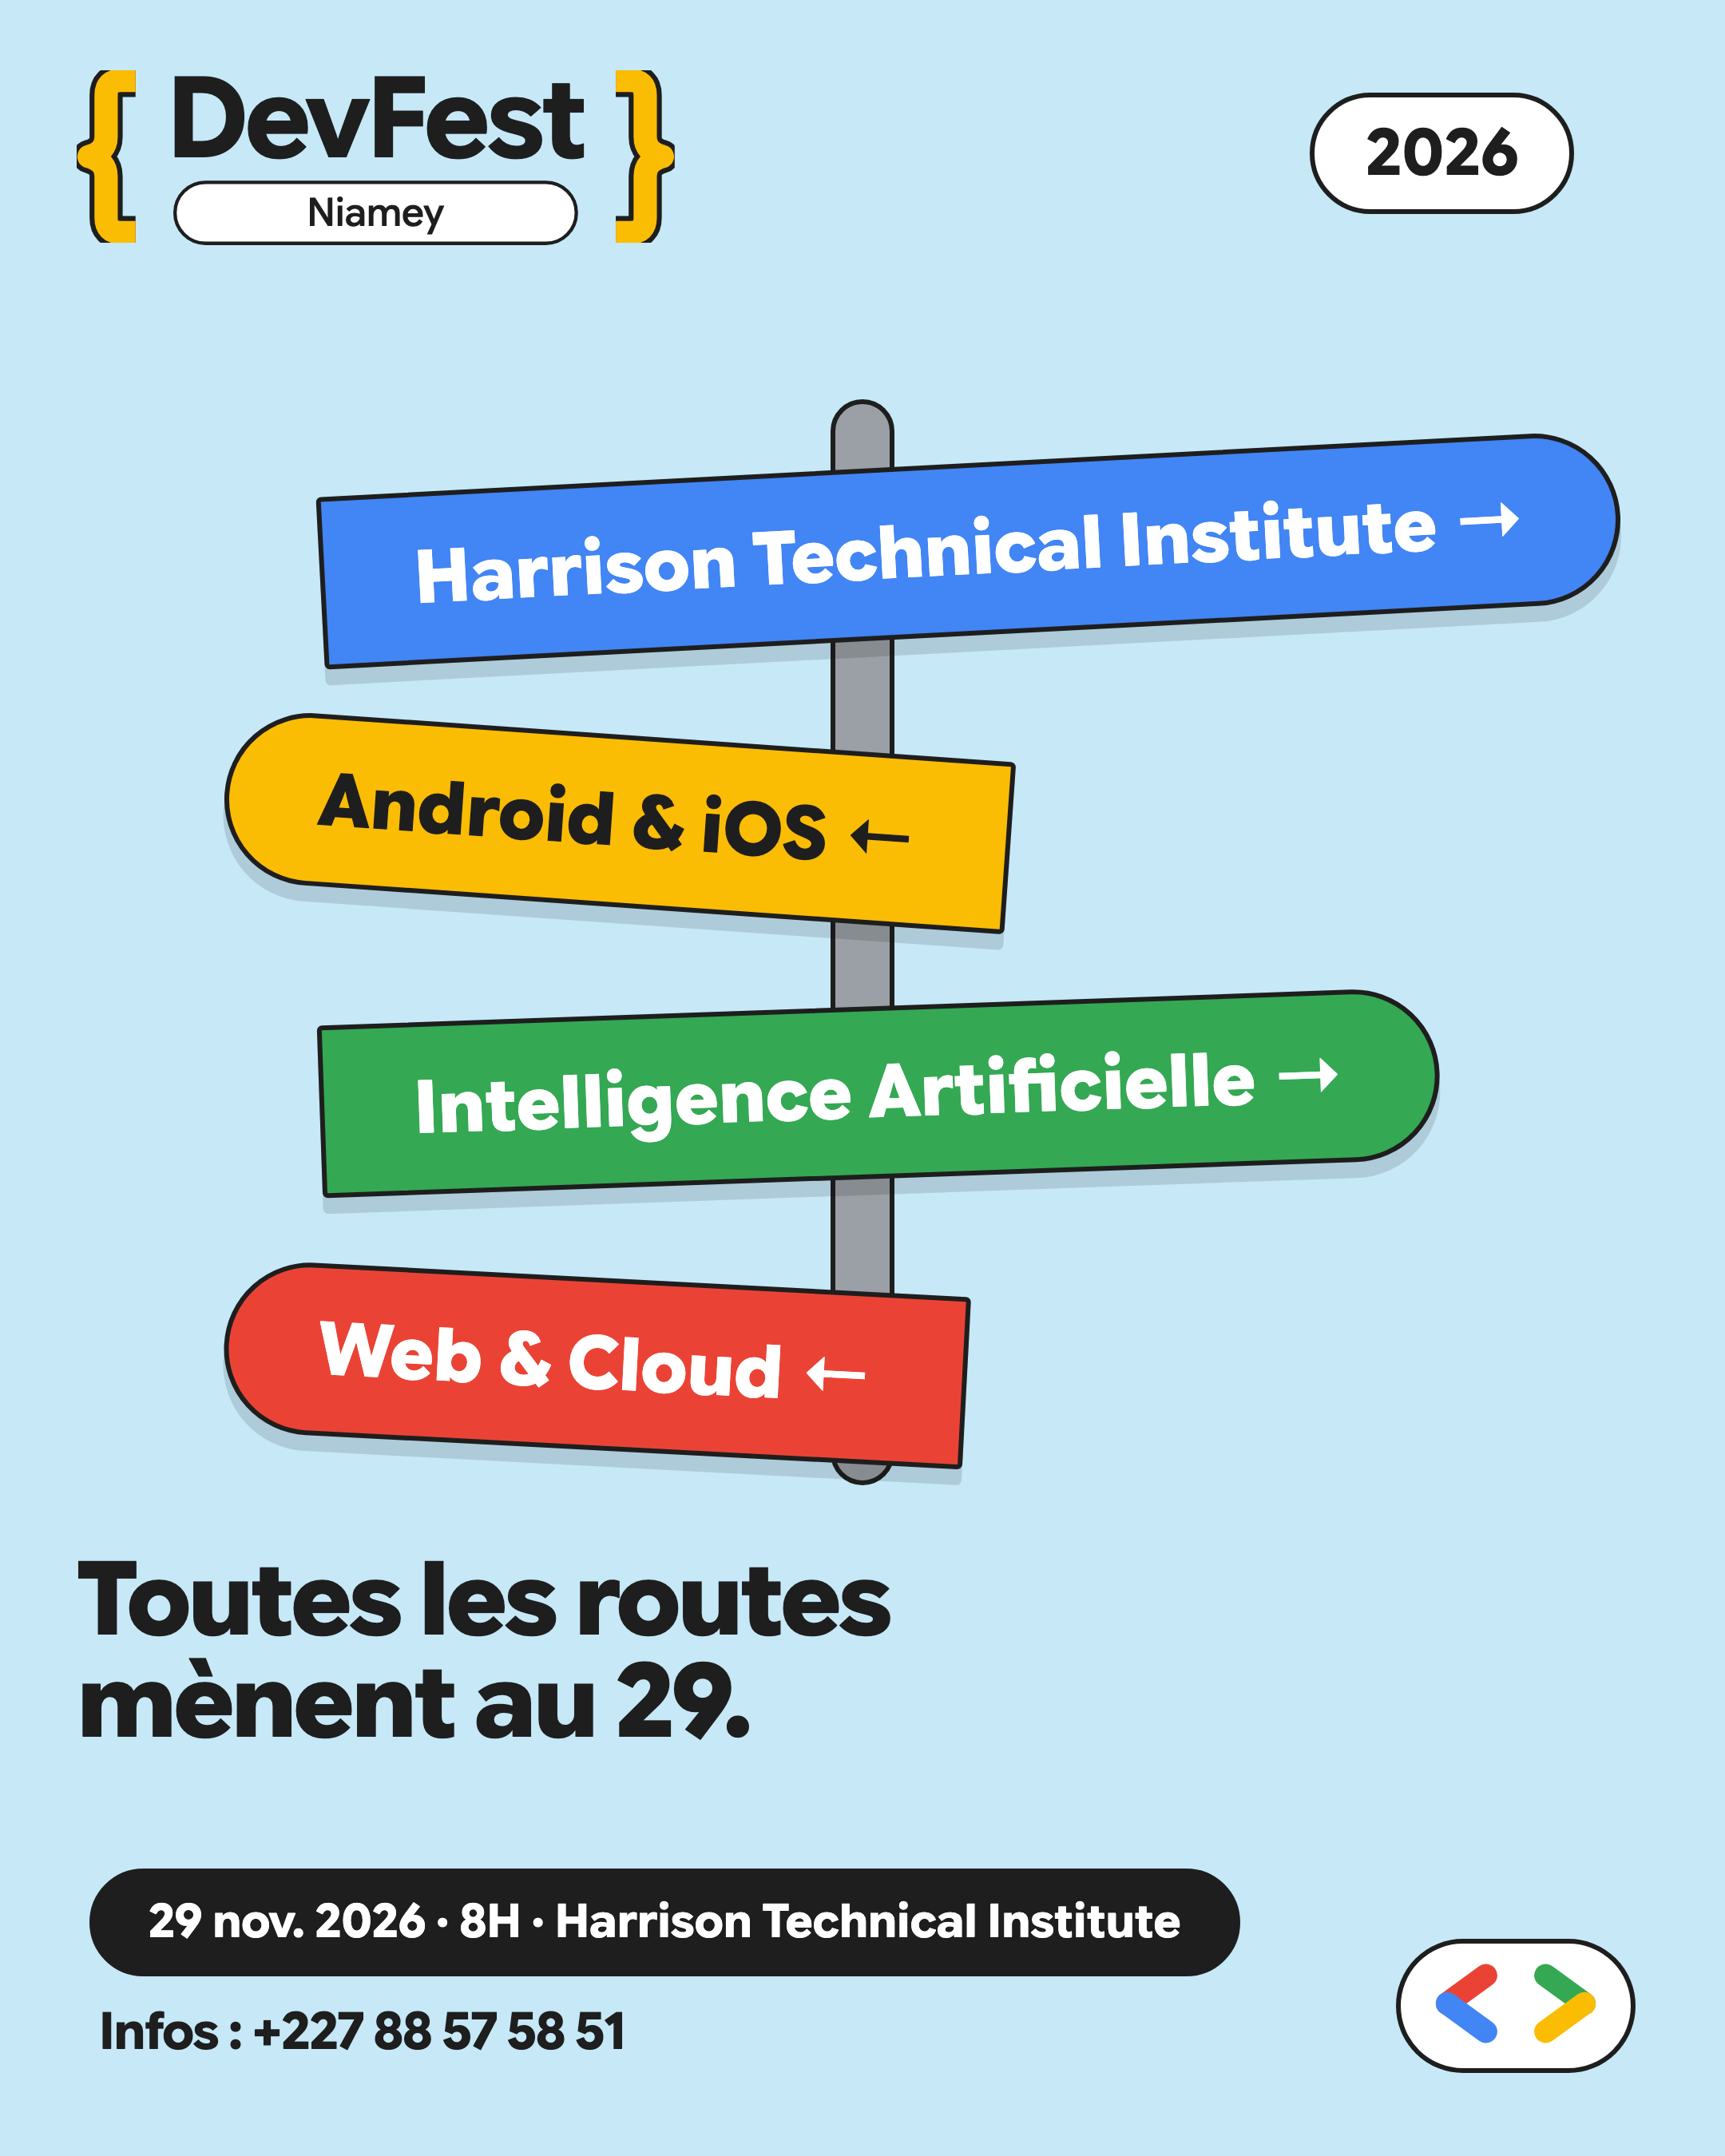 DevFest
Niamey
2026
Harrison Technical Institute →
Android & iOS ←
Intelligence Artificielle →
Web & Cloud ←
Toutes les routes
mènent au 29.
29 nov. 2026 · 8H · Harrison Technical Institute
Infos : +227 88 57 58 51